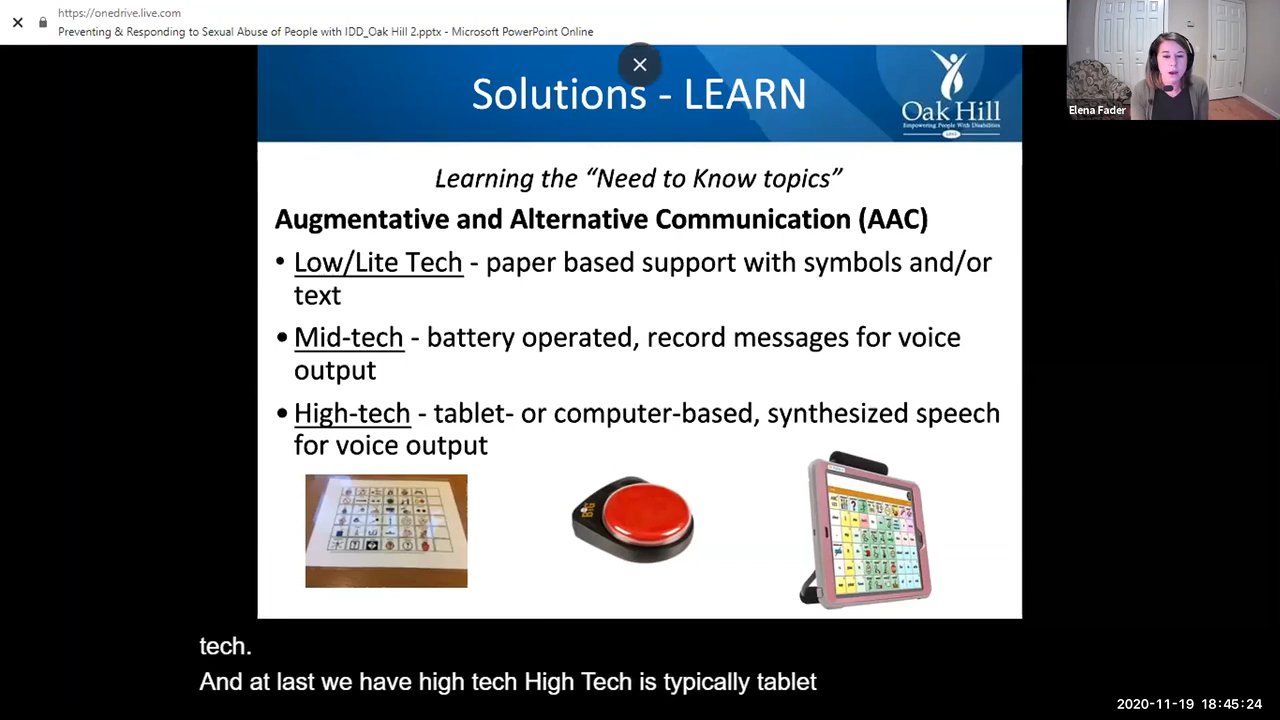 https://onedrive.live.com
Preventing & Responding to Sexual Abuse of People with IDD_Oak Hill 2.pptx - Microsoft PowerPoint Online
Elena Fader
Solutions - LEARN
Oak Hill
Empowering People With Disabilities
Learning the “Need to Know topics”
Augmentative and Alternative Communication (AAC)
• Low/Lite Tech - paper based support with symbols and/or
text
• Mid-tech - battery operated, record messages for voice
output
• High-tech - tablet- or computer-based, synthesized speech
for voice output
BIG
tech.
And at last we have high tech High Tech is typically tablet
2020-11-19 18:45:24